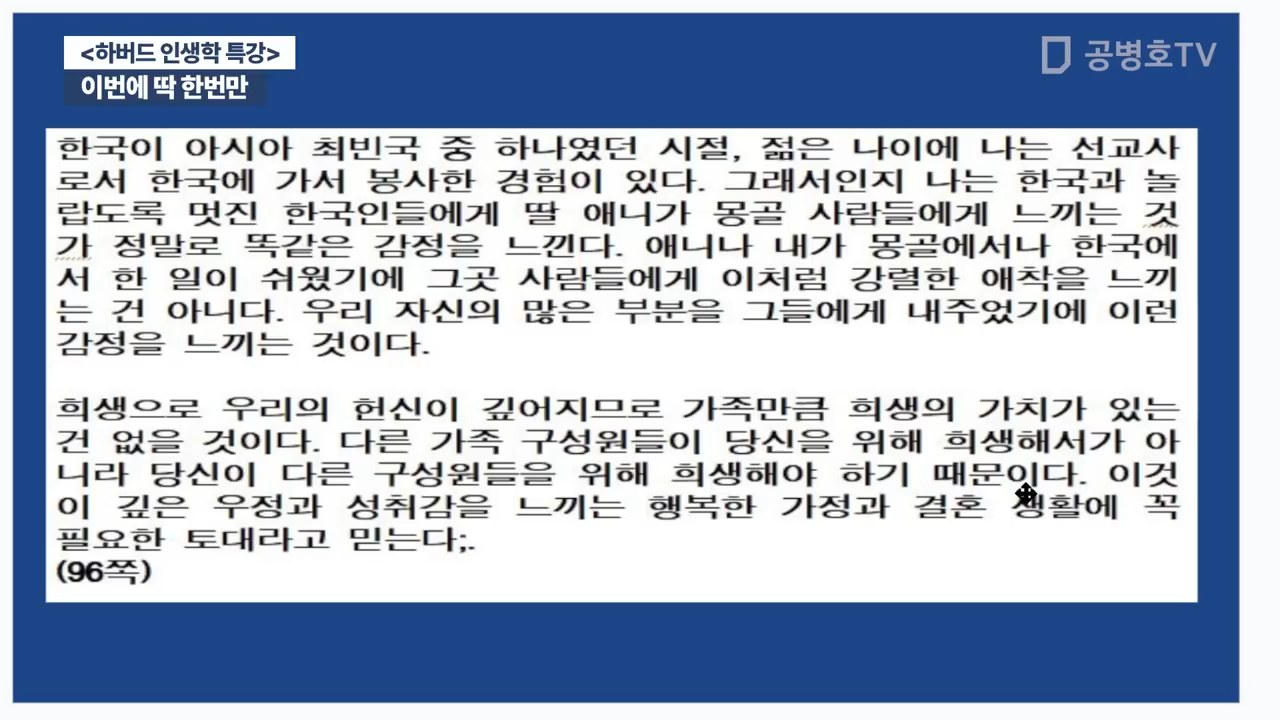 <하버드 인생학 특강>
이번에 딱 한번만
공병호TV
한국이 아시아 최빈국 중 하나였던 시절, 젊은 나이에 나는 선교사
로서 한국에 가서 봉사한 경험이 있다. 그래서인지 나는 한국과 놀
랍도록 멋진 한국인들에게 딸 애니가 몽골 사람들에게 느끼는 것
가 정말로 똑같은 감정을 느낀다. 애니나 내가 몽골에서나 한국에
서 한 일이 쉬웠기에 그곳 사람들에게 이처럼 강렬한 애착을 느끼
는 건 아니다. 우리 자신의 많은 부분을 그들에게 내주었기에 이런
감정을 느끼는 것이다.
희생으로 우리의 헌신이 깊어지므로 가족만큼 희생의 가치가 있는
건 없을 것이다. 다른 가족 구성원들이 당신을 위해 희생해서가 아
니라 당신이 다른 구성원들을 위해 희생해야 하기 때문이다. 이것
이 깊은 우정과 성취감을 느끼는 행복한 가정과 결혼 생활에 꼭
필요한 토대라고 믿는다;.
(96쪽)